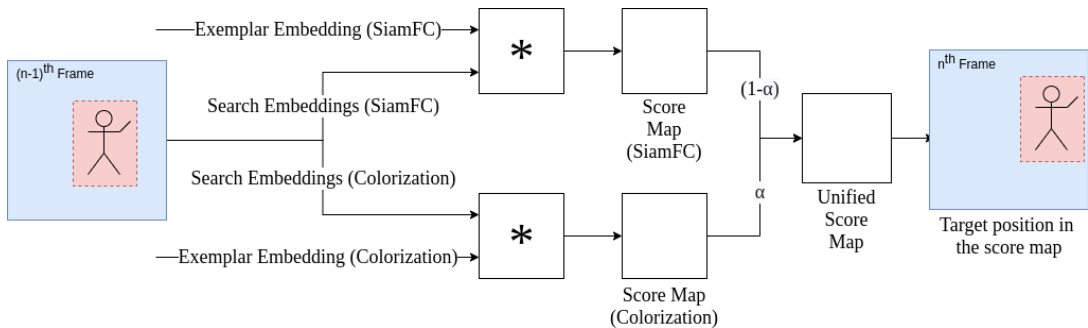 Exemplar Embedding (SiamFC)
(n-1)th Frame
Search Embeddings (SiamFC)
*
Score
Map
(SiamFC)
(1-α)
nth Frame
Search Embeddings (Colorization)
Exemplar Embedding (Colorization)
*
Score Map
(Colorization)
α
Unified
Score
Map
Target position in
the score map